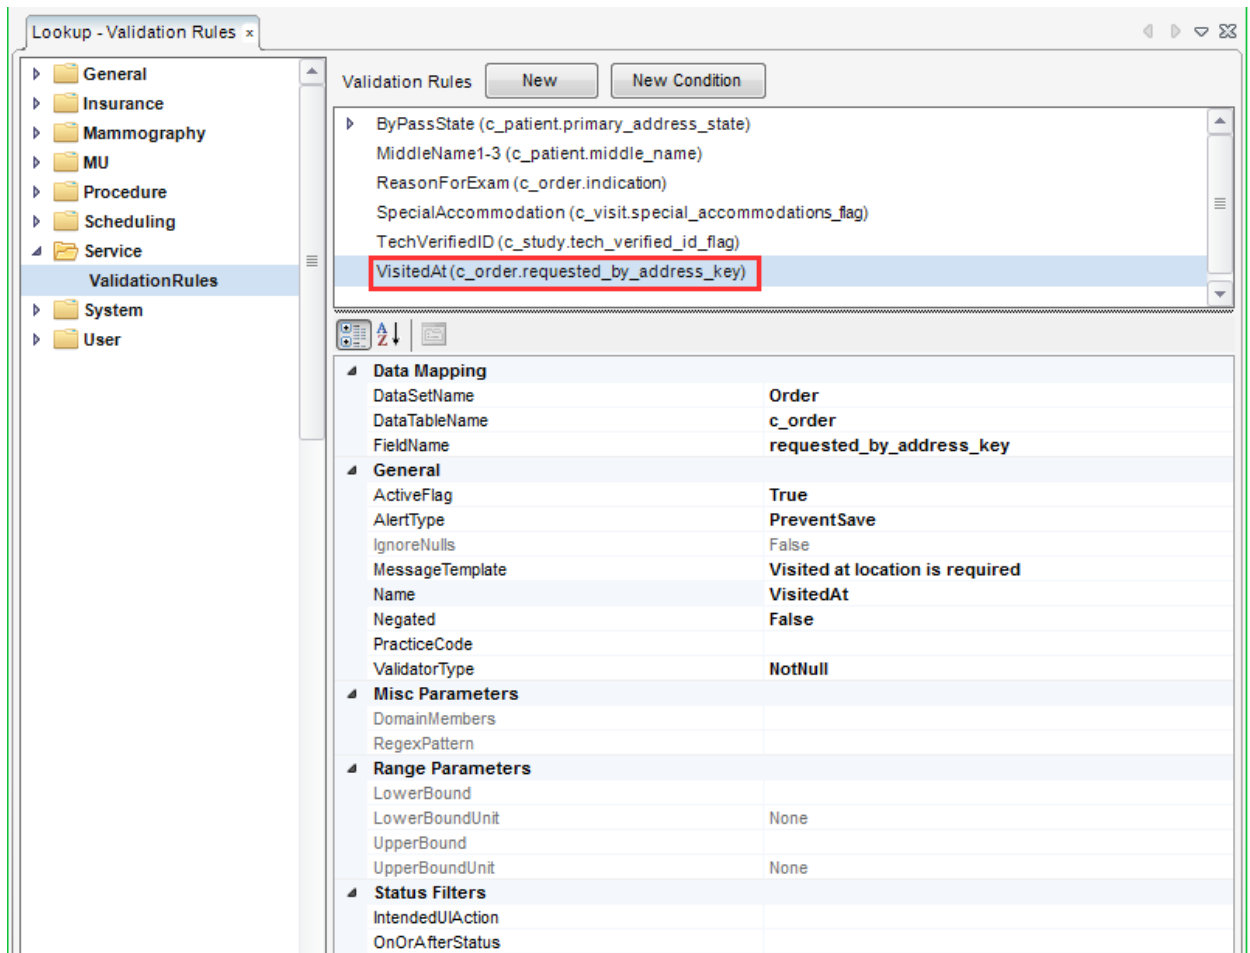 Lookup - Validation Rules x
General
Insurance
Mammography
MU
Procedure
Scheduling
Service
ValidationRules
System
User
Validation Rules New New Condition
ByPassState (c_patient.primary_address_state)
MiddleName1-3 (c_patient.middle_name)
ReasonForExam (c_order.indication)
SpecialAccommodation (c_visit.special_accommodations_flag)
TechVerifiedID (c_study.tech_verified_id_flag)
VisitedAt (c_order.requested_by_address_key)
Data Mapping
DataSetName Order
DataTableName c_order
FieldName requested_by_address_key
General
ActiveFlag True
AlertType PreventSave
IgnoreNulls False
MessageTemplate Visited at location is required
Name VisitedAt
Negated False
PracticeCode
ValidatorType NotNull
Misc Parameters
DomainMembers
RegexPattern
Range Parameters
LowerBound
LowerBoundUnit None
UpperBound
UpperBoundUnit None
Status Filters
IntendedUIAction
OnOrAfterStatus